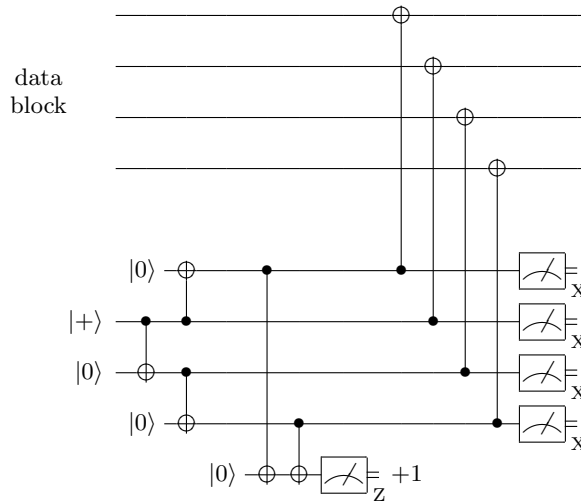 data
block
|0⟩
X
|+⟩
X
|0⟩
X
|0⟩
X
|0⟩ Z +1